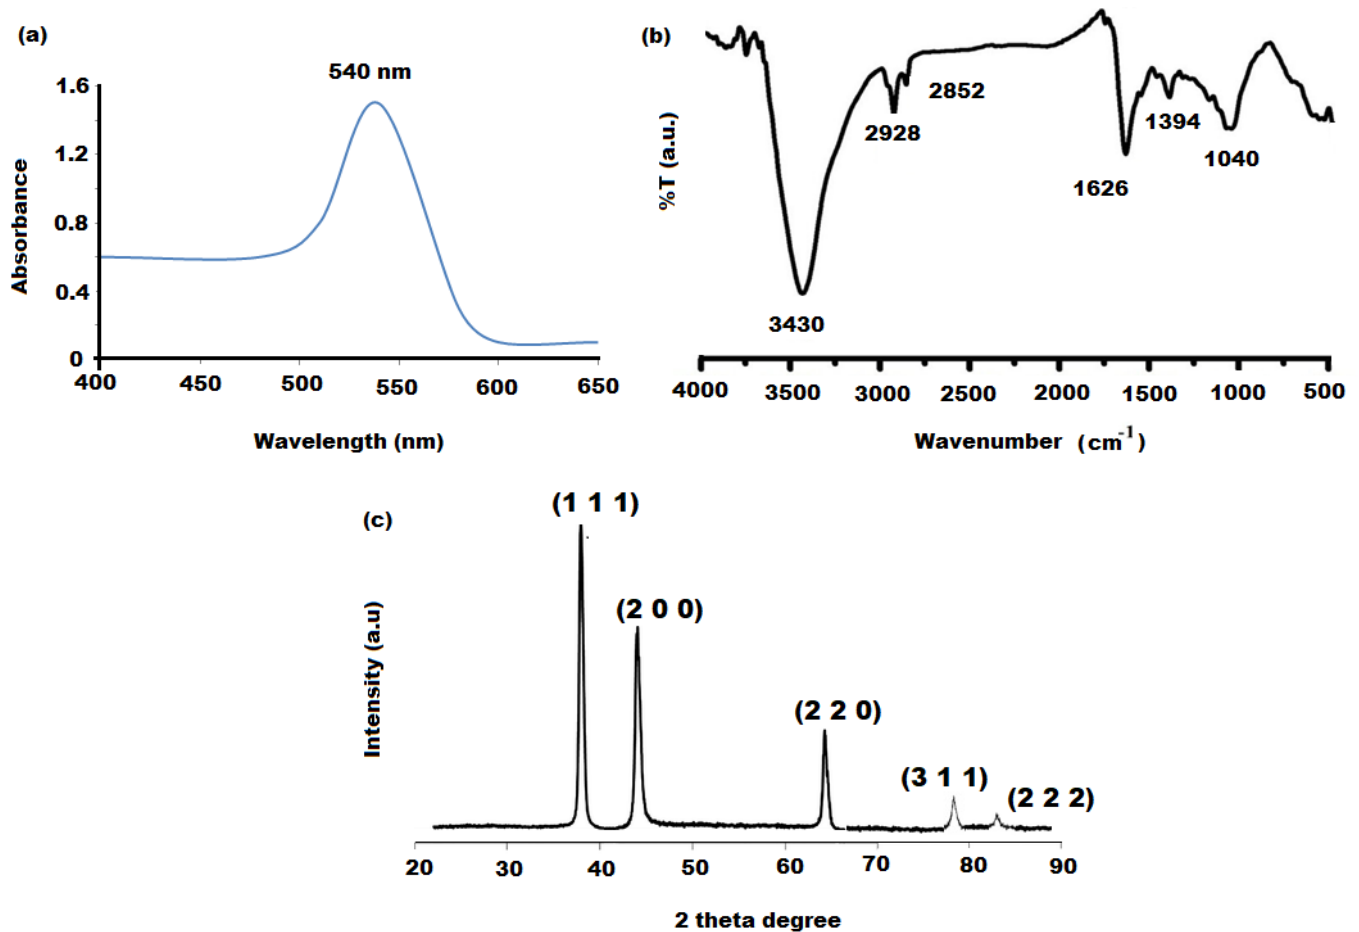 (a)
540 nm
1.6
1.2
0.8
0.4
0
Absorbance
400 450 500 550 600 650
Wavelength (nm)
(b)
%T (a.u.)
3430
2928
2852
1626
1394
1040
4000 3500 3000 2500 2000 1500 1000 500
Wavenumber (cm-1)
(c)
Intensity (a.u)
(1 1 1)
(2 0 0)
(2 2 0)
(3 1 1)
(2 2 2)
20 30 40 50 60 70 80 90
2 theta degree